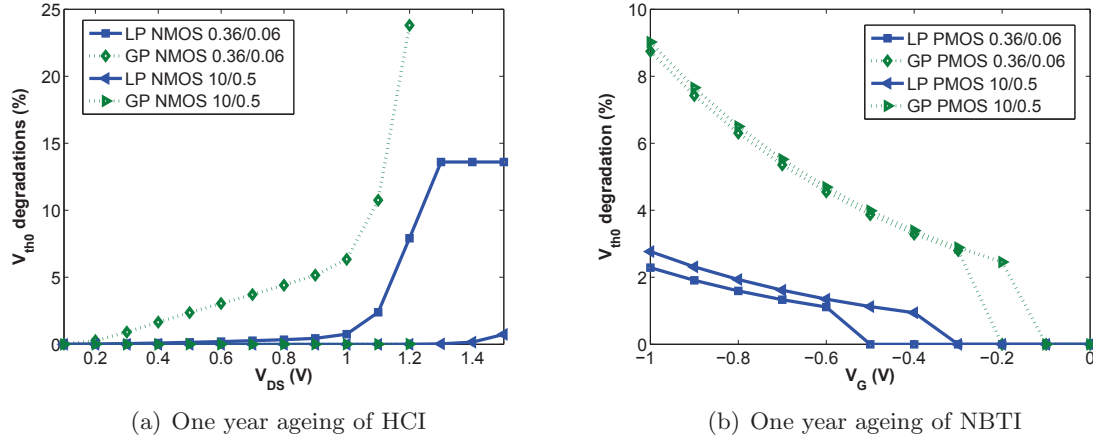 V_th0 degradations (%)
25
20
15
10
5
0
0.2
0.4
0.6
0.8
1
1.2
1.4
V_DS (V)
LP NMOS 0.36/0.06
GP NMOS 0.36/0.06
LP NMOS 10/0.5
GP NMOS 10/0.5
(a) One year ageing of HCI
V_th0 degradation (%)
10
8
6
4
2
0
−1
−0.8
−0.6
−0.4
−0.2
0
V_G (V)
LP PMOS 0.36/0.06
GP PMOS 0.36/0.06
LP PMOS 10/0.5
GP PMOS 10/0.5
(b) One year ageing of NBTI